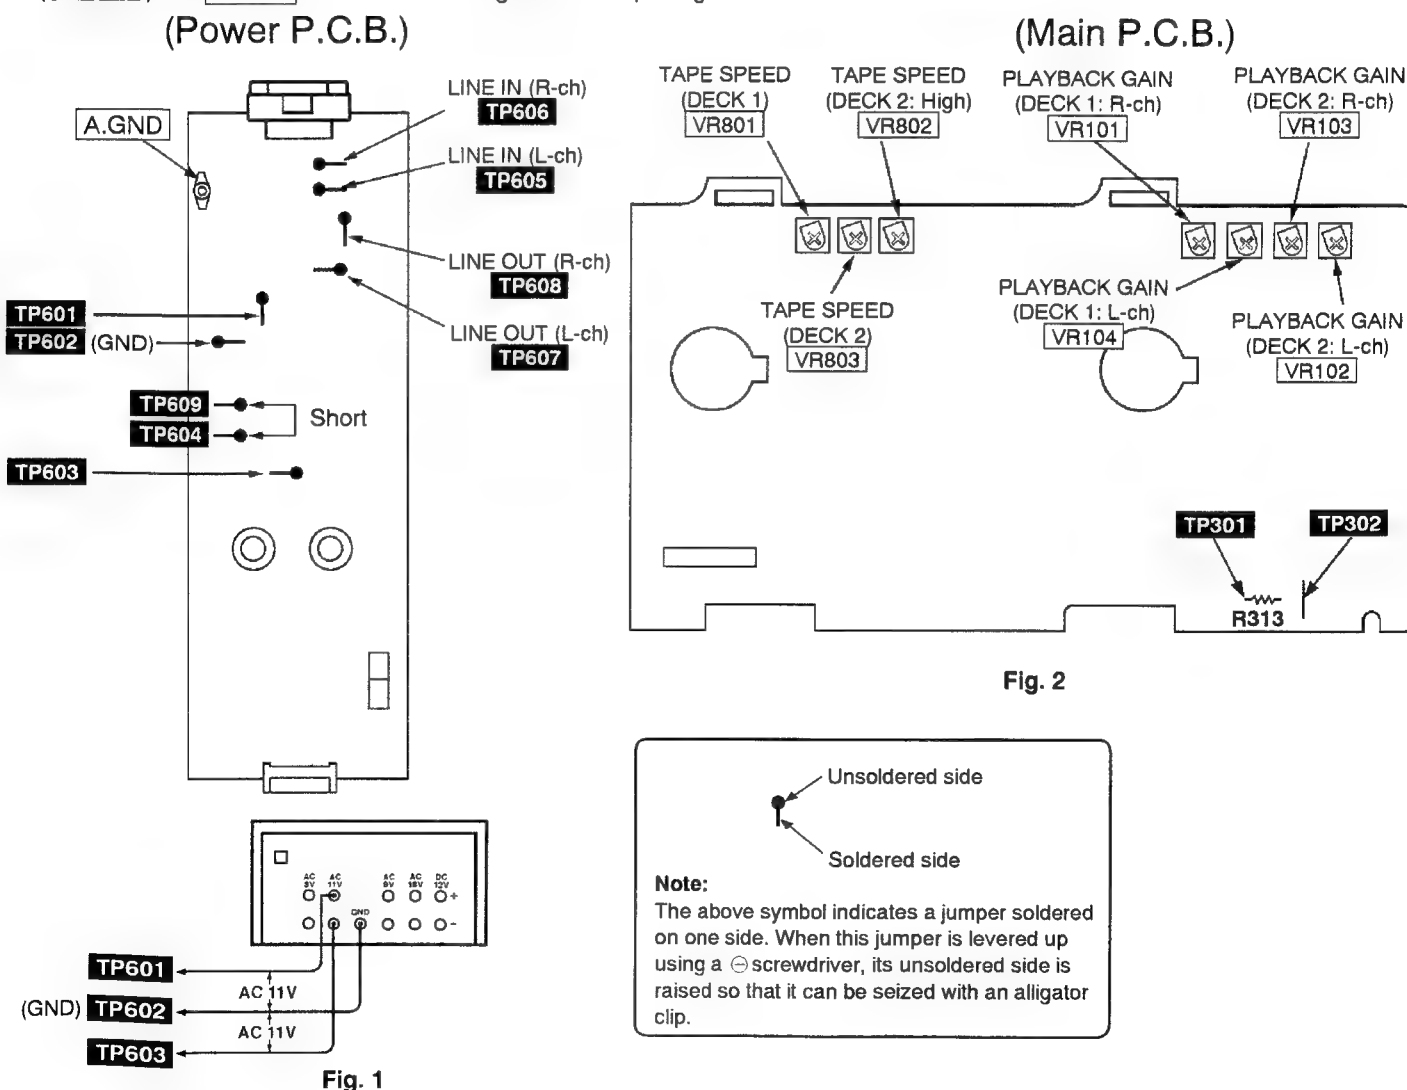 (Power P.C.B.)
A.GND
LINE IN (R-ch)
TP606
LINE IN (L-ch)
TP605
LINE OUT (R-ch)
TP608
LINE OUT (L-ch)
TP607
TP601
TP602 (GND)
TP609
TP604
Short
TP603
AC
11V
AC
9V
AC
18V
DC
12V
+
GND
-
TP601
AC 11V
(GND) TP602
AC 11V
TP603
Fig. 1
(Main P.C.B.)
TAPE SPEED
(DECK 1)
VR801
TAPE SPEED
(DECK 2: High)
VR802
PLAYBACK GAIN
(DECK 1: R-ch)
VR101
PLAYBACK GAIN
(DECK 2: R-ch)
VR103
TAPE SPEED
(DECK 2)
VR803
PLAYBACK GAIN
(DECK 1: L-ch)
VR104
PLAYBACK GAIN
(DECK 2: L-ch)
VR102
TP301
TP302
R313
Fig. 2
Unsoldered side
Soldered side
Note:
The above symbol indicates a jumper soldered
on one side. When this jumper is levered up
using a ⊖ screwdriver, its unsoldered side is
raised so that it can be seized with an alligator
clip.